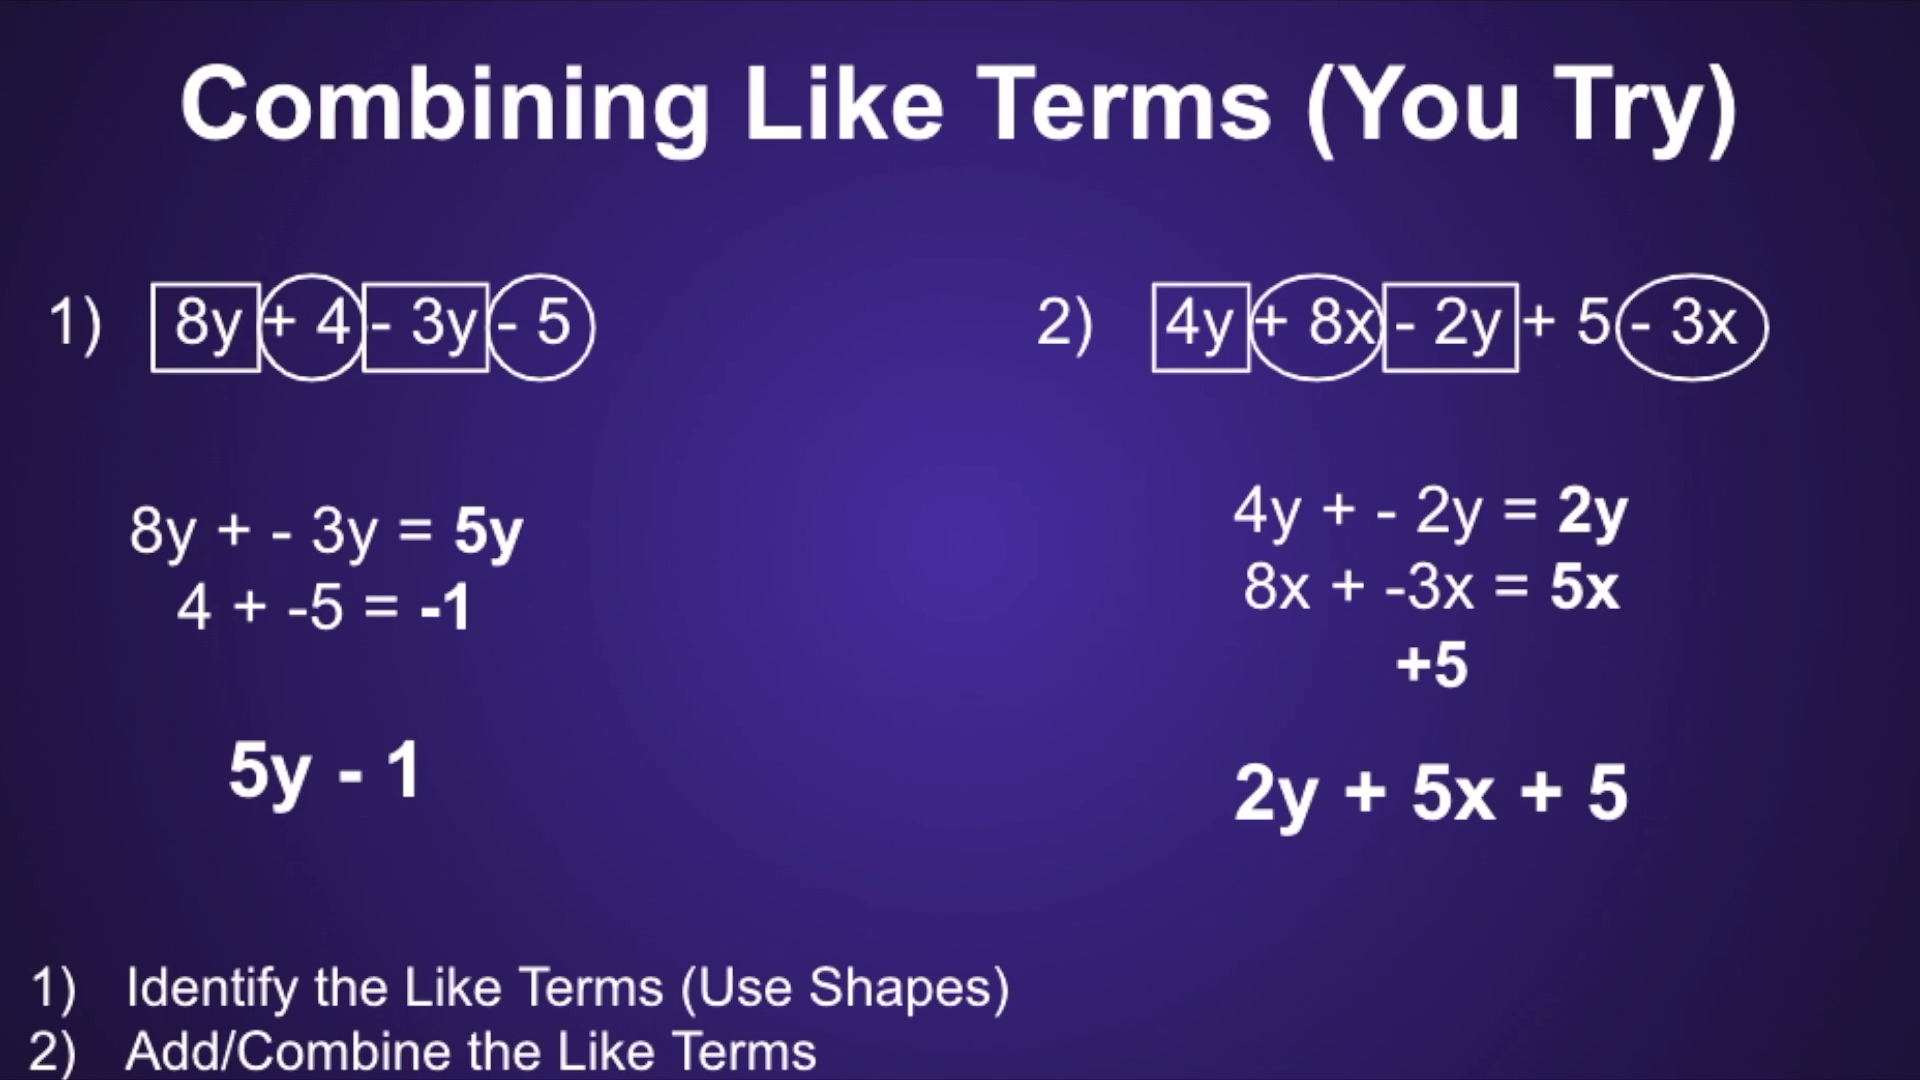 Combining Like Terms (You Try)
1) 8y + 4 - 3y - 5
8y + - 3y = 5y
4 + -5 = -1
5y - 1
2) 4y + 8x - 2y + 5 - 3x
4y + - 2y = 2y
8x + -3x = 5x
+5
2y + 5x + 5
1) Identify the Like Terms (Use Shapes)
2) Add/Combine the Like Terms